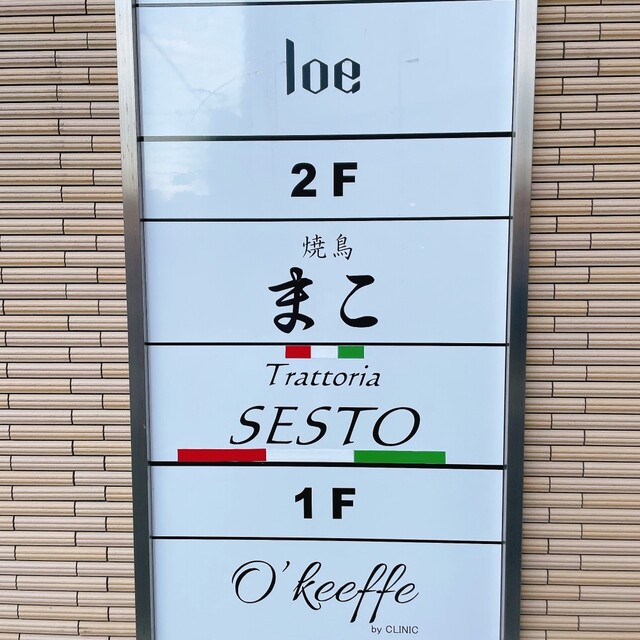 loe
2F
焼鳥
まこ
Trattoria
SESTO
1F
O'keeffe
by CLINIC